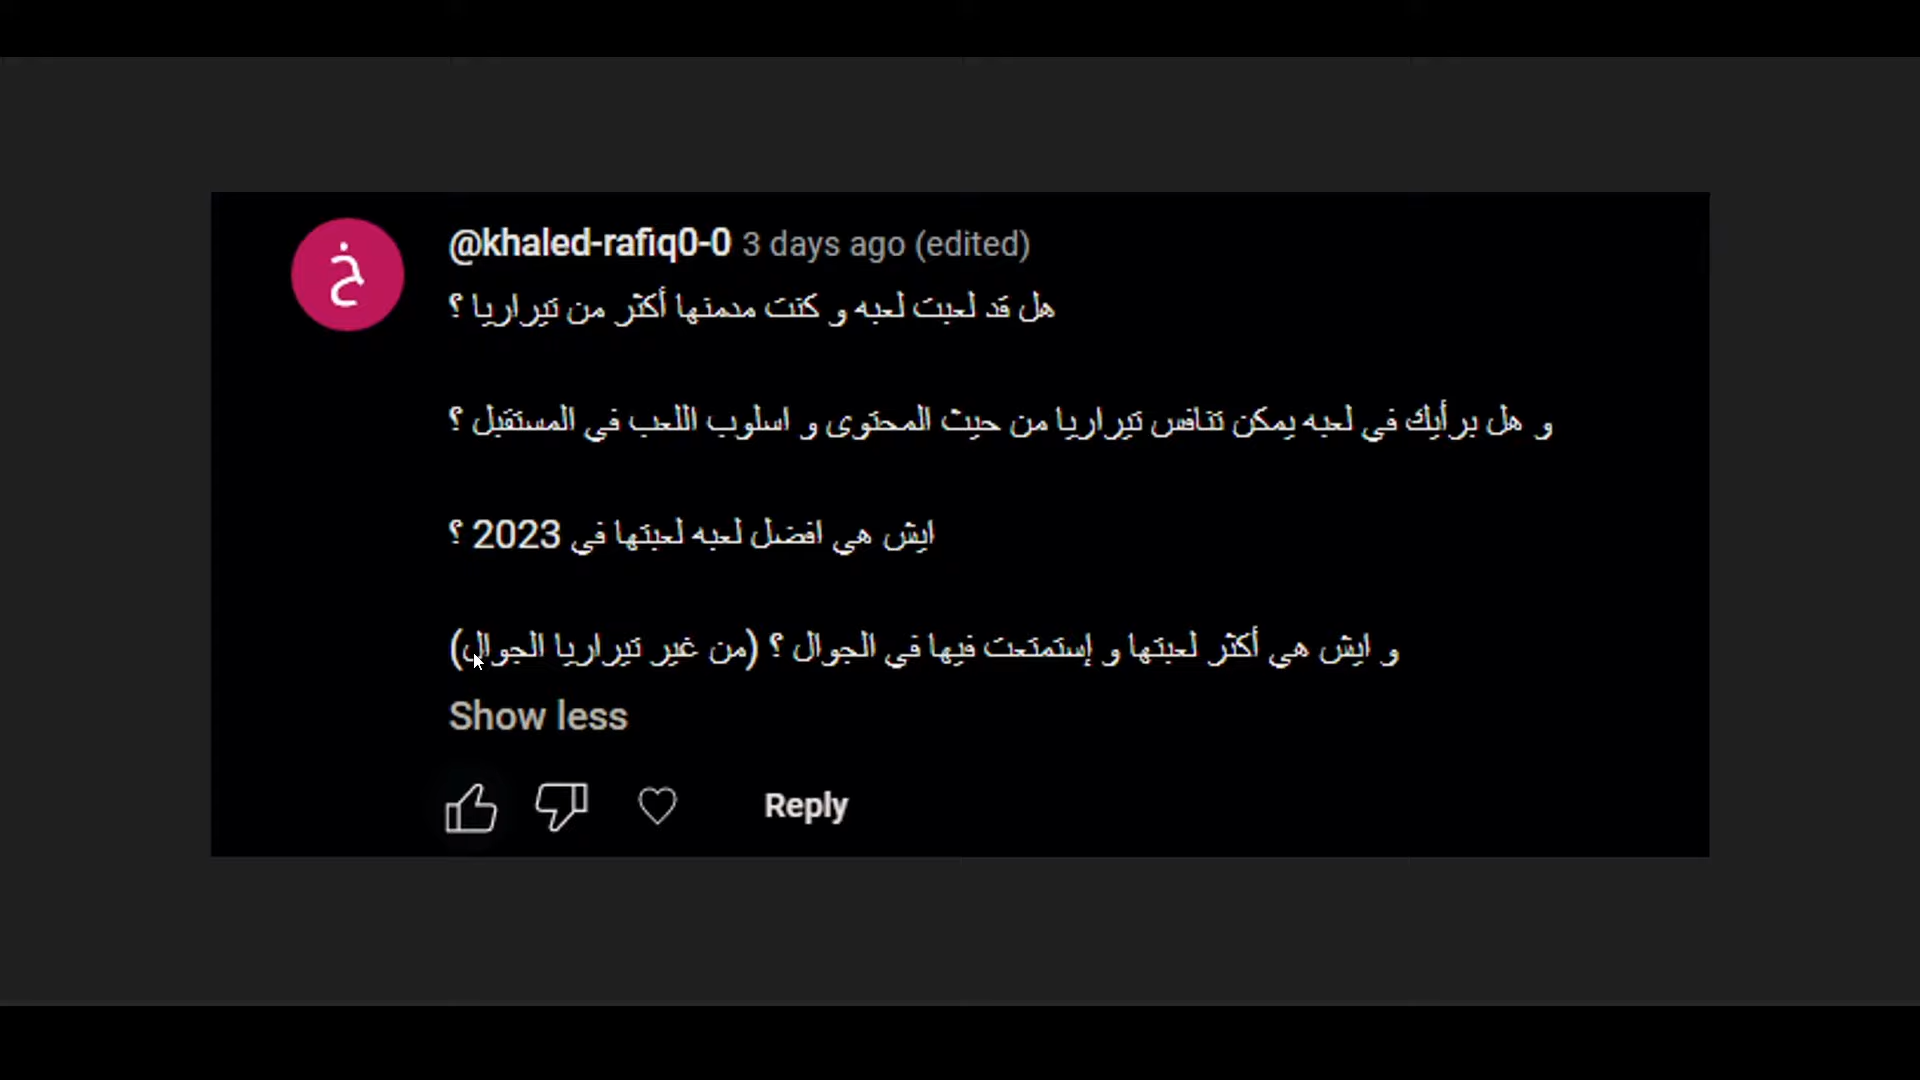 خ
@khaled-rafiq0-0 3 days ago (edited)
هل قد لعبت لعبه و كنت مدمنها أكثر من تيراريا ؟
و هل برأيك في لعبه يمكن تنافس تيراريا من حيث المحتوى و اسلوب اللعب في المستقبل ؟
ايش هي افضل لعبه لعبتها في 2023 ؟
و ايش هي أكثر لعبتها و إستمتعت فيها في الجوال ؟ (من غير تيراريا الجوال)
Show less
Reply